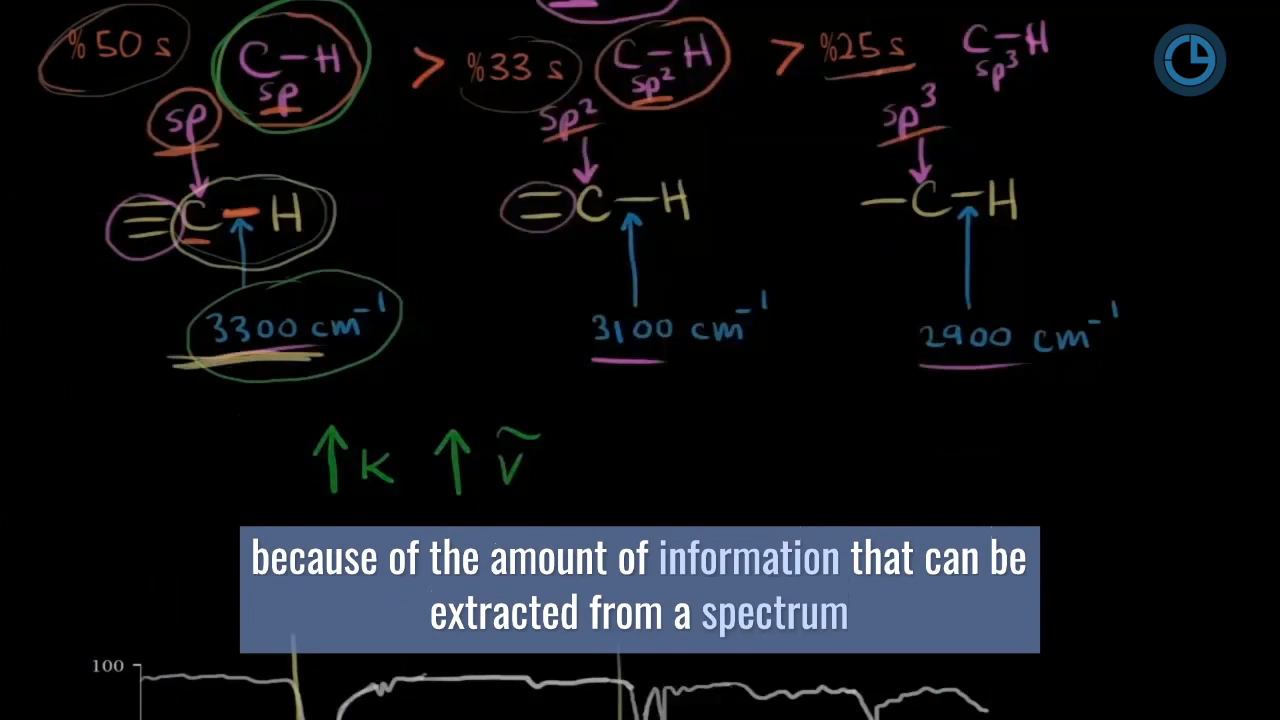 %50 s C–H > %33 s C–H > %25 s C–H
sp sp² sp³
sp sp² sp³
≡C–H =C–H –C–H
3300 cm⁻¹ 3100 cm⁻¹ 2900 cm⁻¹
↑ K ↑ ṽ
because of the amount of information that can be
extracted from a spectrum
100